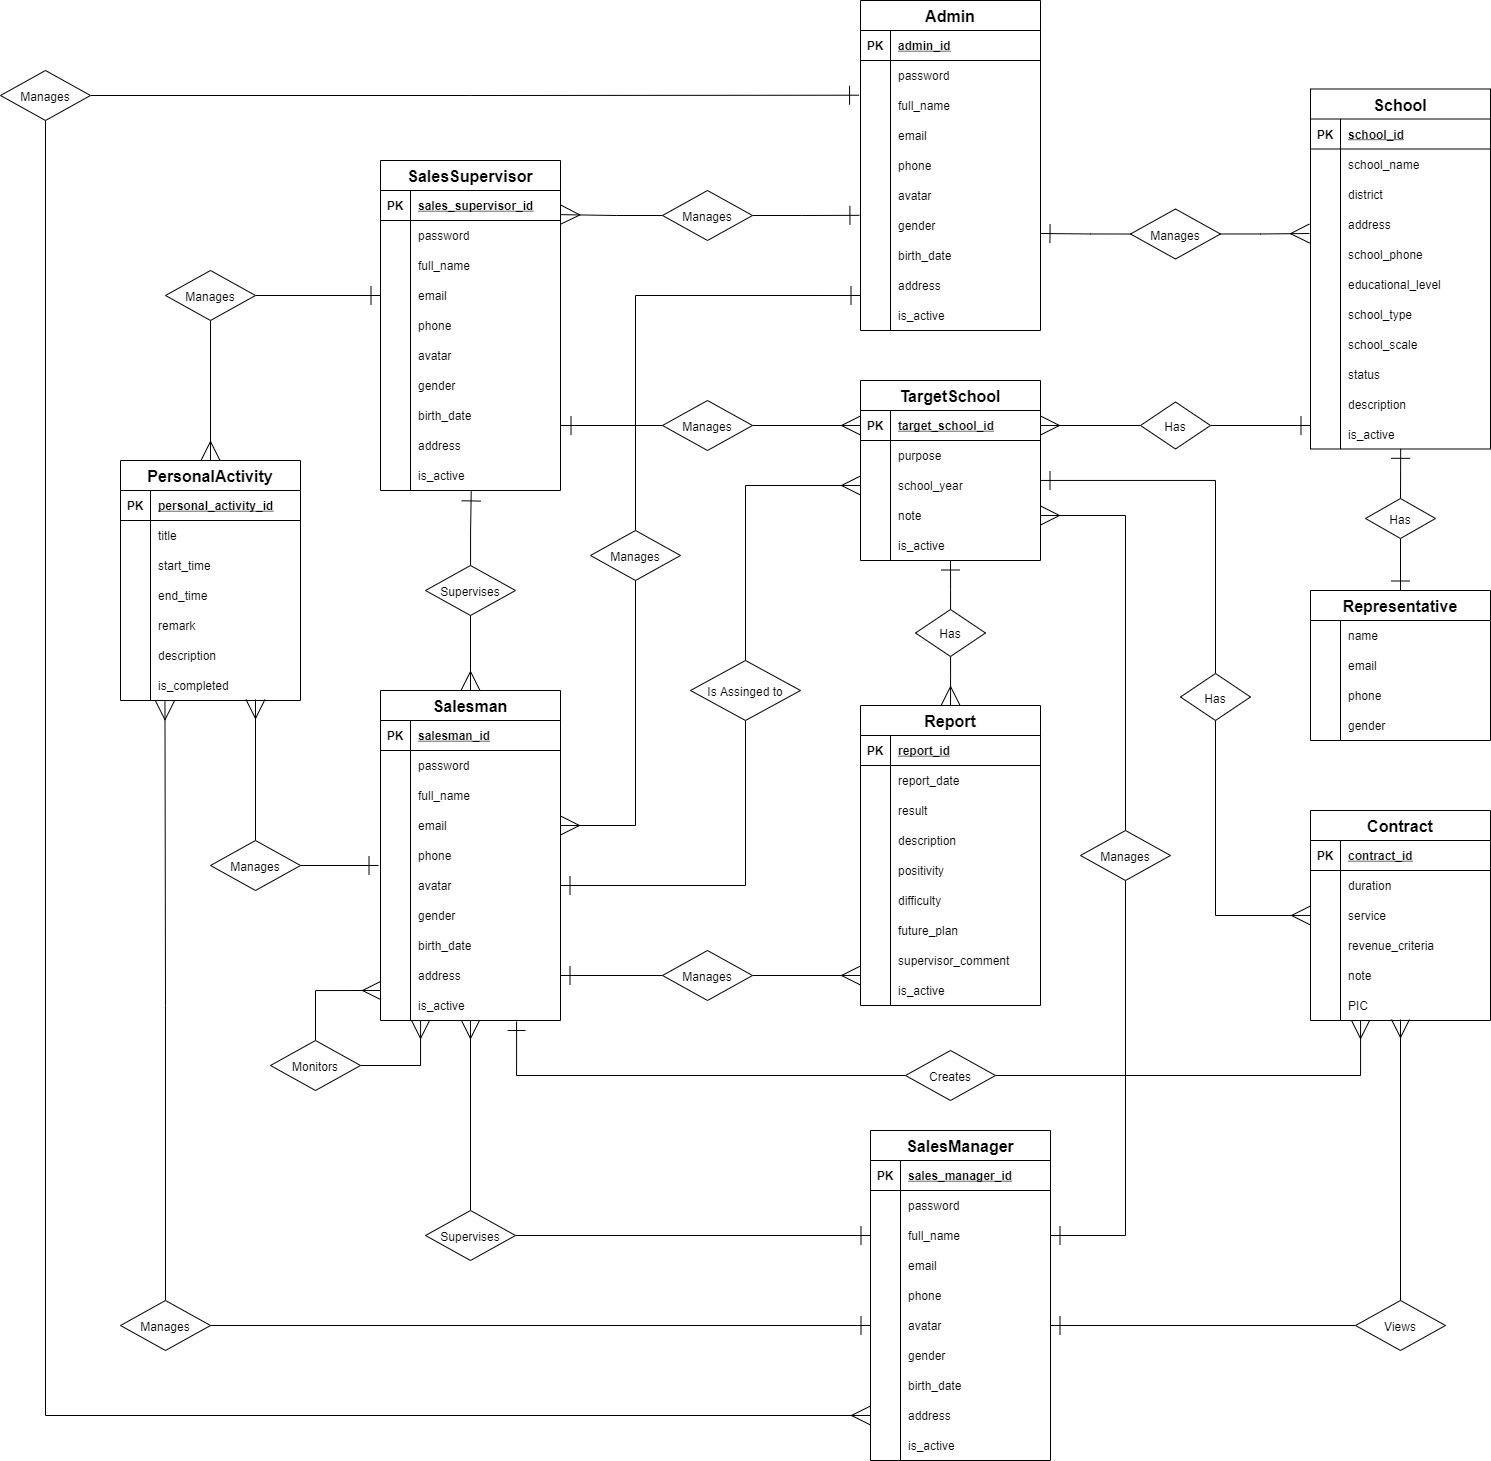 Admin
PK admin_id
password
full_name
email
phone
avatar
gender
birth_date
address
is_active
Manages
School
PK school_id
school_name
district
address
school_phone
educational_level
school_type
school_scale
status
description
is_active
SalesSupervisor
PK sales_supervisor_id
password
full_name
email
phone
avatar
gender
birth_date
address
is_active
Manages
Manages
Manages
Manages
Has
TargetSchool
PK target_school_id
purpose
school_year
note
is_active
PersonalActivity
PK personal_activity_id
title
start_time
end_time
remark
description
is_completed
Has
Manages
Supervises
Representative
name
email
phone
gender
Has
Is Assinged to
Has
Salesman
PK salesman_id
password
full_name
email
phone
avatar
gender
birth_date
address
is_active
Report
PK report_id
report_date
result
description
positivity
difficulty
future_plan
supervisor_comment
is_active
Contract
PK contract_id
duration
service
revenue_criteria
note
PIC
Manages
Manages
Manages
Monitors
Creates
SalesManager
PK sales_manager_id
password
full_name
email
phone
avatar
gender
birth_date
address
is_active
Supervises
Manages
Views